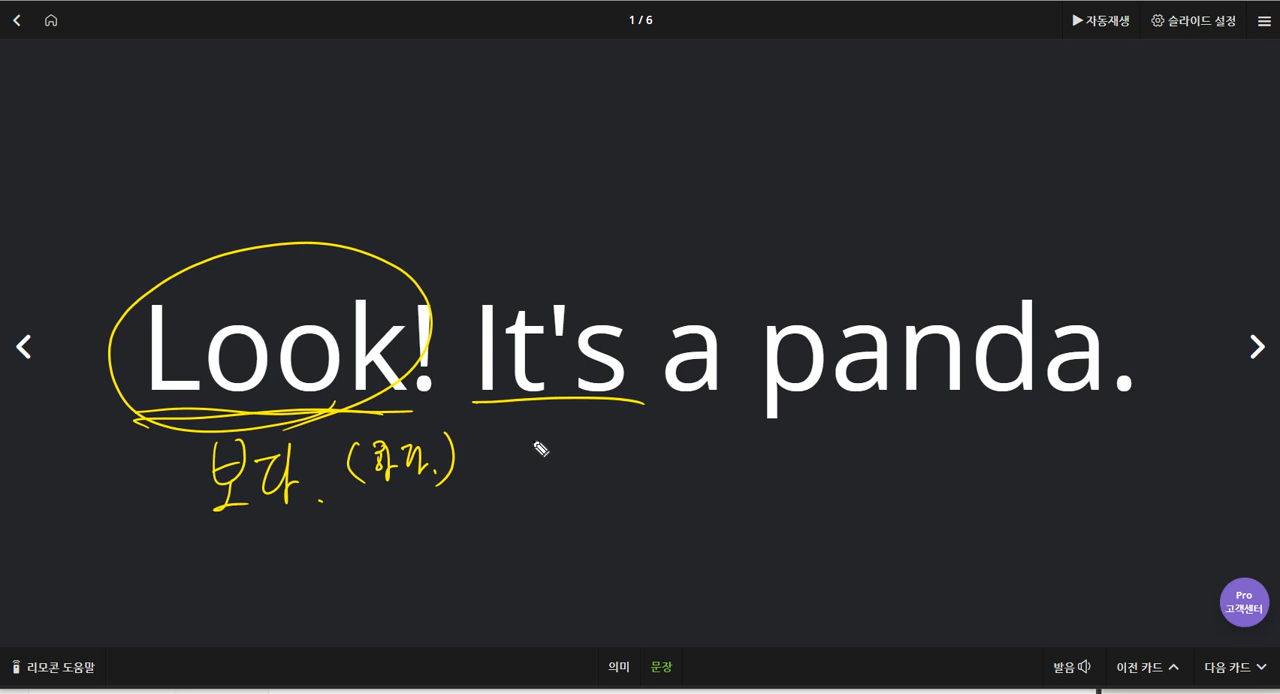 1 / 6
자동재생
슬라이드 설정
Look! It's a panda.
보다.
Pro
고객센터
리모콘 도움말
의미
문장
발음
이전 카드
다음 카드